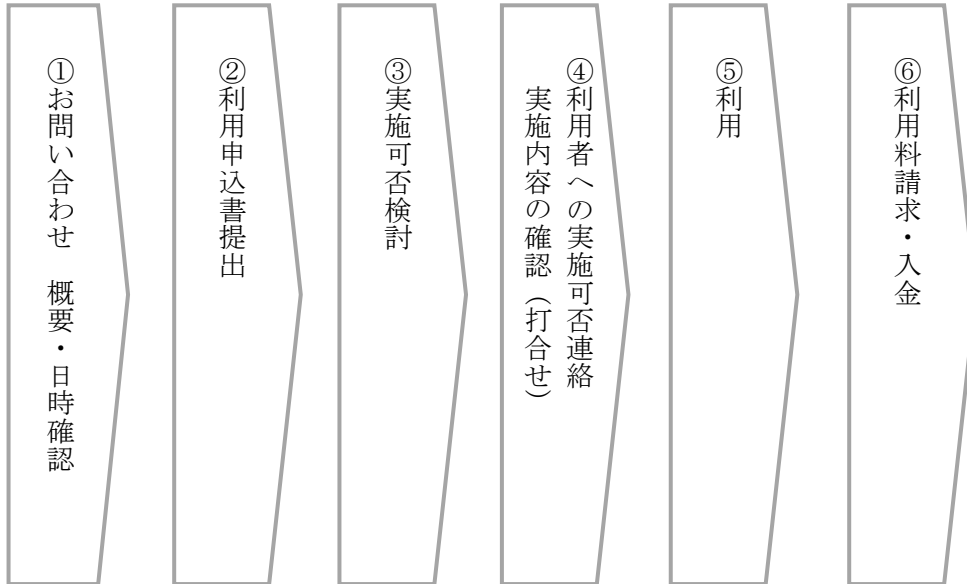 ①お問い合わせ　概要・日時確認
②利用申込書提出
③実施可否検討
④利用者への実施可否連絡
実施内容の確認（打合せ）
⑤利用
⑥利用料請求・入金